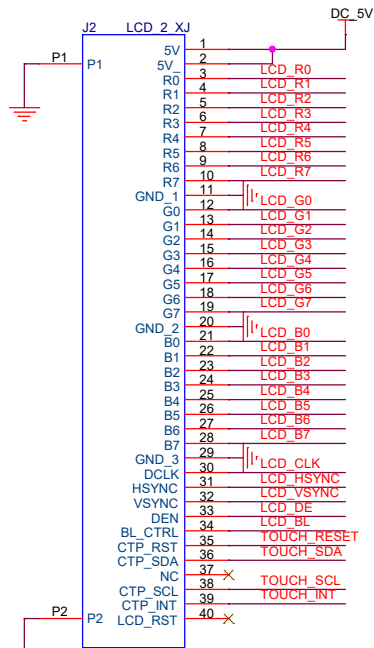 DC_5V
J2 LCD_2_XJ
5V 1
5V_ 2
P1 P1 R0 3 LCD_R0
R1 4 LCD_R1
R2 5 LCD_R2
R3 6 LCD_R3
R4 7 LCD_R4
R5 8 LCD_R5
R6 9 LCD_R6
R7 10 LCD_R7
GND_1 11
G0 12 LCD_G0
G1 13 LCD_G1
G2 14 LCD_G2
G3 15 LCD_G3
G4 16 LCD_G4
G5 17 LCD_G5
G6 18 LCD_G6
G7 19 LCD_G7
GND_2 20
B0 21 LCD_B0
B1 22 LCD_B1
B2 23 LCD_B2
B3 24 LCD_B3
B4 25 LCD_B4
B5 26 LCD_B5
B6 27 LCD_B6
B7 28 LCD_B7
GND_3 29
DCLK 30 LCD_CLK
HSYNC 31 LCD_HSYNC
VSYNC 32 LCD_VSYNC
DEN 33 LCD_DE
BL_CTRL 34 LCD_BL
CTP_RST 35 TOUCH_RESET
CTP_SDA 36 TOUCH_SDA
NC 37
CTP_SCL 38 TOUCH_SCL
CTP_INT 39 TOUCH_INT
P2 P2 LCD_RST 40